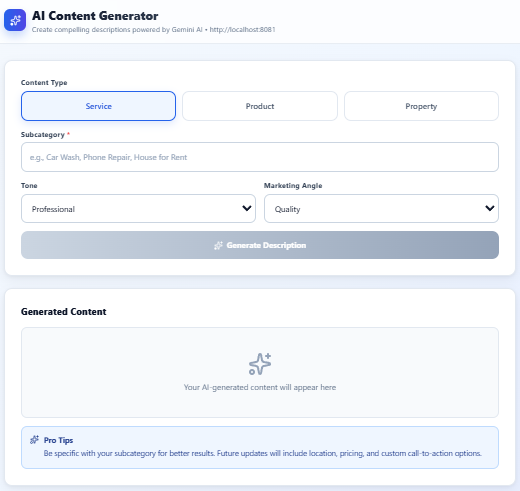 AI Content Generator
Create compelling descriptions powered by Gemini AI • http://localhost:8081
Content Type
Service
Product
Property
Subcategory *
e.g., Car Wash, Phone Repair, House for Rent
Tone
Marketing Angle
Professional
Quality
Generate Description
Generated Content
Your AI-generated content will appear here
Pro Tips
Be specific with your subcategory for better results. Future updates will include location, pricing, and custom call-to-action options.